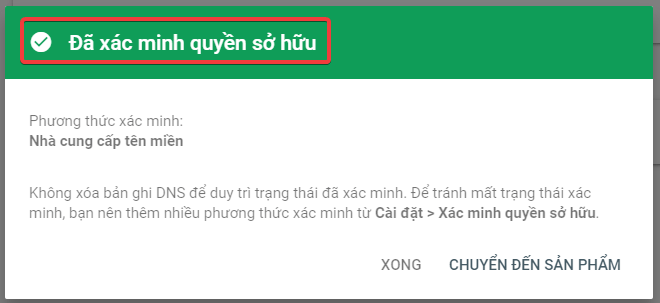 Đã xác minh quyền sở hữu
Phương thức xác minh:
Nhà cung cấp tên miền
Không xóa bản ghi DNS để duy trì trạng thái đã xác minh. Để tránh mất trạng thái xác
minh, bạn nên thêm nhiều phương thức xác minh từ Cài đặt > Xác minh quyền sở hữu.
XONG CHUYỂN ĐẾN SẢN PHẨM